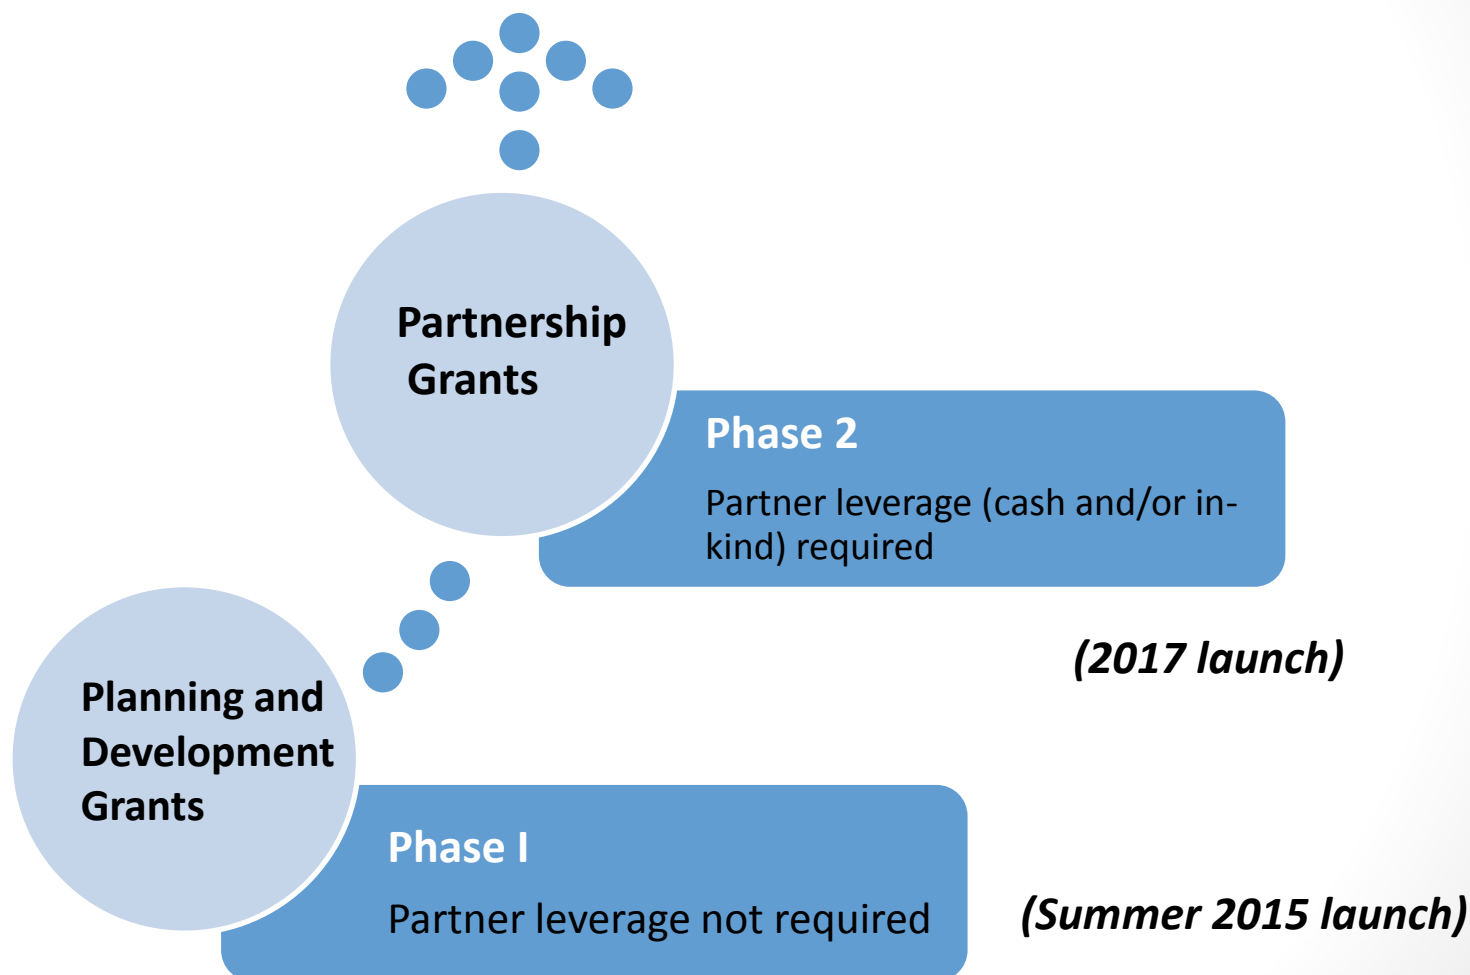 Partnership
Grants
Phase 2
Partner leverage (cash and/or in-
kind) required
(2017 launch)
Planning and
Development
Grants
Phase I
Partner leverage not required
(Summer 2015 launch)